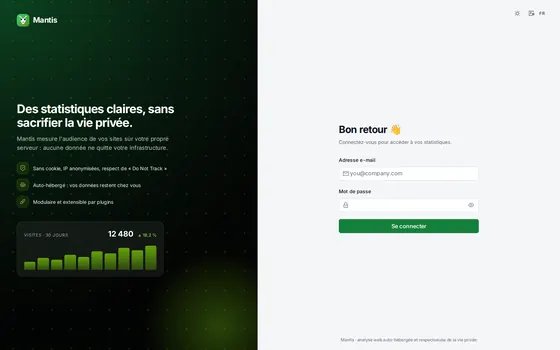 Mantis
Des statistiques claires, sans
sacrifier la vie privée.
Mantis mesure l'audience de vos sites sur votre propre
serveur : aucune donnée ne quitte votre infrastructure.
Sans cookie, IP anonymisées, respect de « Do Not Track »
Auto-hébergé : vos données restent chez vous
Modulaire et extensible par plugins
VISITES · 30 JOURS
12 480
▲ 18,2 %
FR
Bon retour 👋
Connectez-vous pour accéder à vos statistiques.
Adresse e-mail
you@company.com
Mot de passe
Se connecter
Mantis · analyse web auto-hébergée et respectueuse de la vie privée.